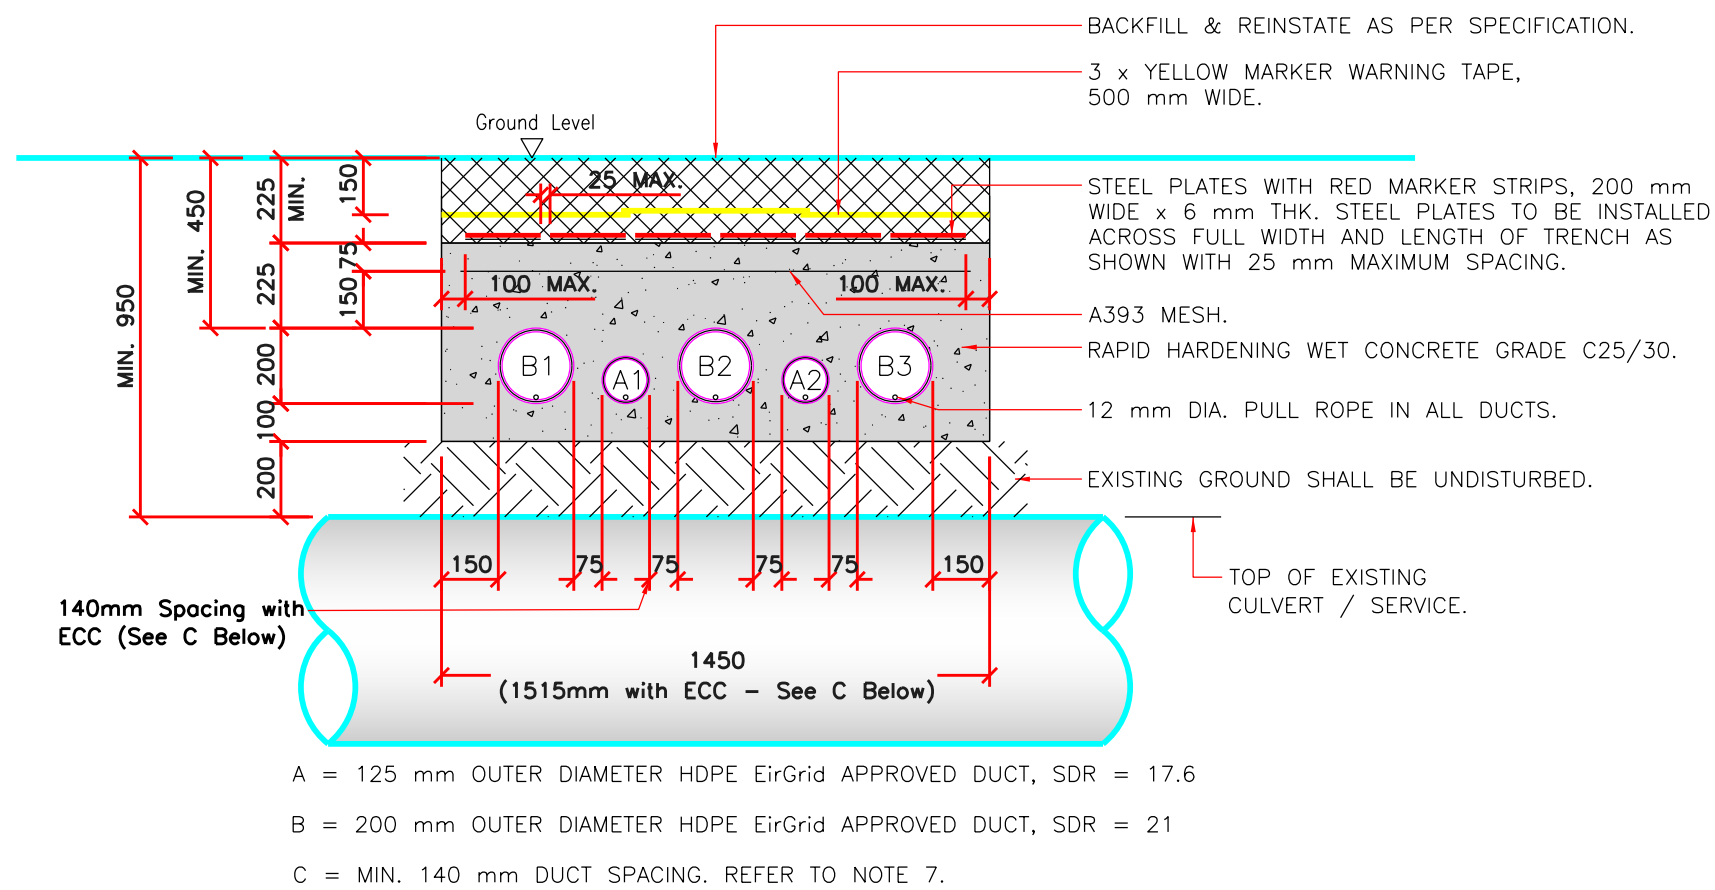 BACKFILL & REINSTATE AS PER SPECIFICATION.
3 x YELLOW MARKER WARNING TAPE,
500 mm WIDE.
Ground Level
25 MAX.
STEEL PLATES WITH RED MARKER STRIPS, 200 mm
WIDE x 6 mm THK. STEEL PLATES TO BE INSTALLED
ACROSS FULL WIDTH AND LENGTH OF TRENCH AS
SHOWN WITH 25 mm MAXIMUM SPACING.
MIN. 950
MIN. 450
225
MIN.
150
75
225
150
200
100
200
100 MAX.
100 MAX.
A393 MESH.
RAPID HARDENING WET CONCRETE GRADE C25/30.
B1
A1
B2
A2
B3
12 mm DIA. PULL ROPE IN ALL DUCTS.
EXISTING GROUND SHALL BE UNDISTURBED.
150
75
75
75
75
150
TOP OF EXISTING
CULVERT / SERVICE.
140mm Spacing with
ECC (See C Below)
1450
(1515mm with ECC - See C Below)
A = 125 mm OUTER DIAMETER HDPE EirGrid APPROVED DUCT, SDR = 17.6
B = 200 mm OUTER DIAMETER HDPE EirGrid APPROVED DUCT, SDR = 21
C = MIN. 140 mm DUCT SPACING. REFER TO NOTE 7.